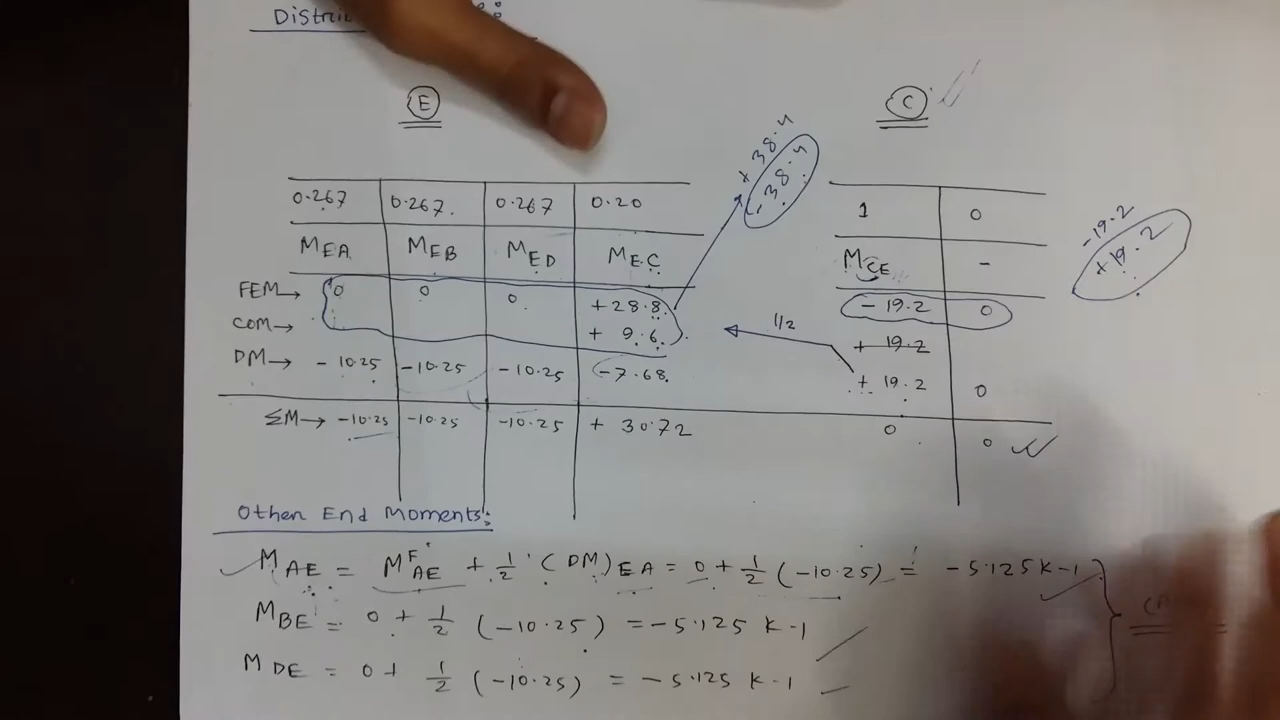 Distri
E
C
+ 38.4
- 38.4
0.267 0.267. 0.267 0.20
1 0
-19.2
+19.2
MEA MEB MED MEC
MCE -
FEM→ 0 0 0 +28.8
- 19.2 0
COM→ + 9.6
1/2
+ 19.2
DM→ - 10.25 -10.25 -10.25 -7.68
+ 19.2 0
ΣM→ -10.25 -10.25 -10.25 + 30.72
0 0
Other End Moments:
MAE = MFAE + 1/2 (DM)EA = 0 + 1/2 (-10.25) = -5.125 K-1
MBE = 0 + 1/2 (-10.25) = -5.125 K-1
MDE = 0 + 1/2 (-10.25) = -5.125 K-1